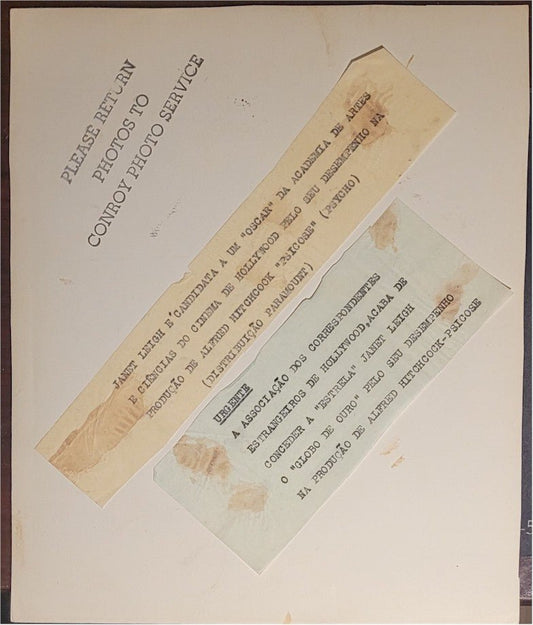 PLEASE RETURN
PHOTOS TO
CONROY PHOTO SERVICE
JANET LEIGH E'CANDIDATA A UM "OSCAR" DA ACADEMIA DE ARTES
E CIÊNCIAS DO CINEMA DE HOLLYWOOD PELO SEU DESEMPENHO NA
PRODUÇÃO DE ALFRED HITCHCOCK "PSICOSE" (PSYCHO)
(DISTRIBUIÇÃO PARAMOUNT)
URGENTE
A ASSOCIAÇÃO DOS CORRESPONDENTES
ESTRANGEIROS DE HOLLYWOOD,ACABA DE
CONCEDER A "ESTRELA" JANET LEIGH
O "GLOBO DE OURO" PELO SEU DESEMPENHO
NA PRODUÇÃO DE ALFRED HITCHCOCK-PSICOSE